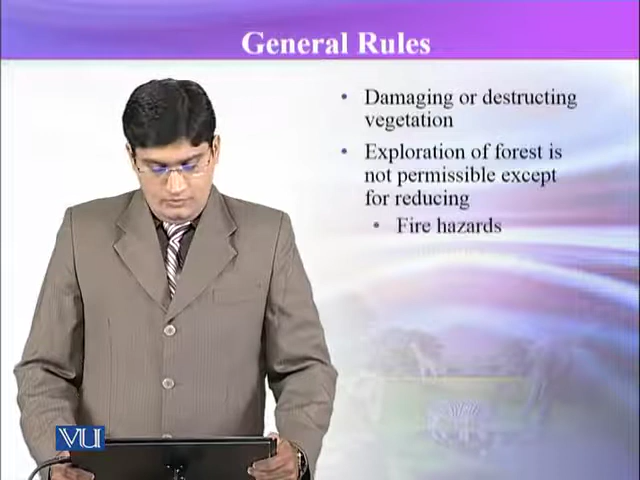 General Rules
• Damaging or destructing
vegetation
• Exploration of forest is
not permissible except
for reducing
• Fire hazards
VU